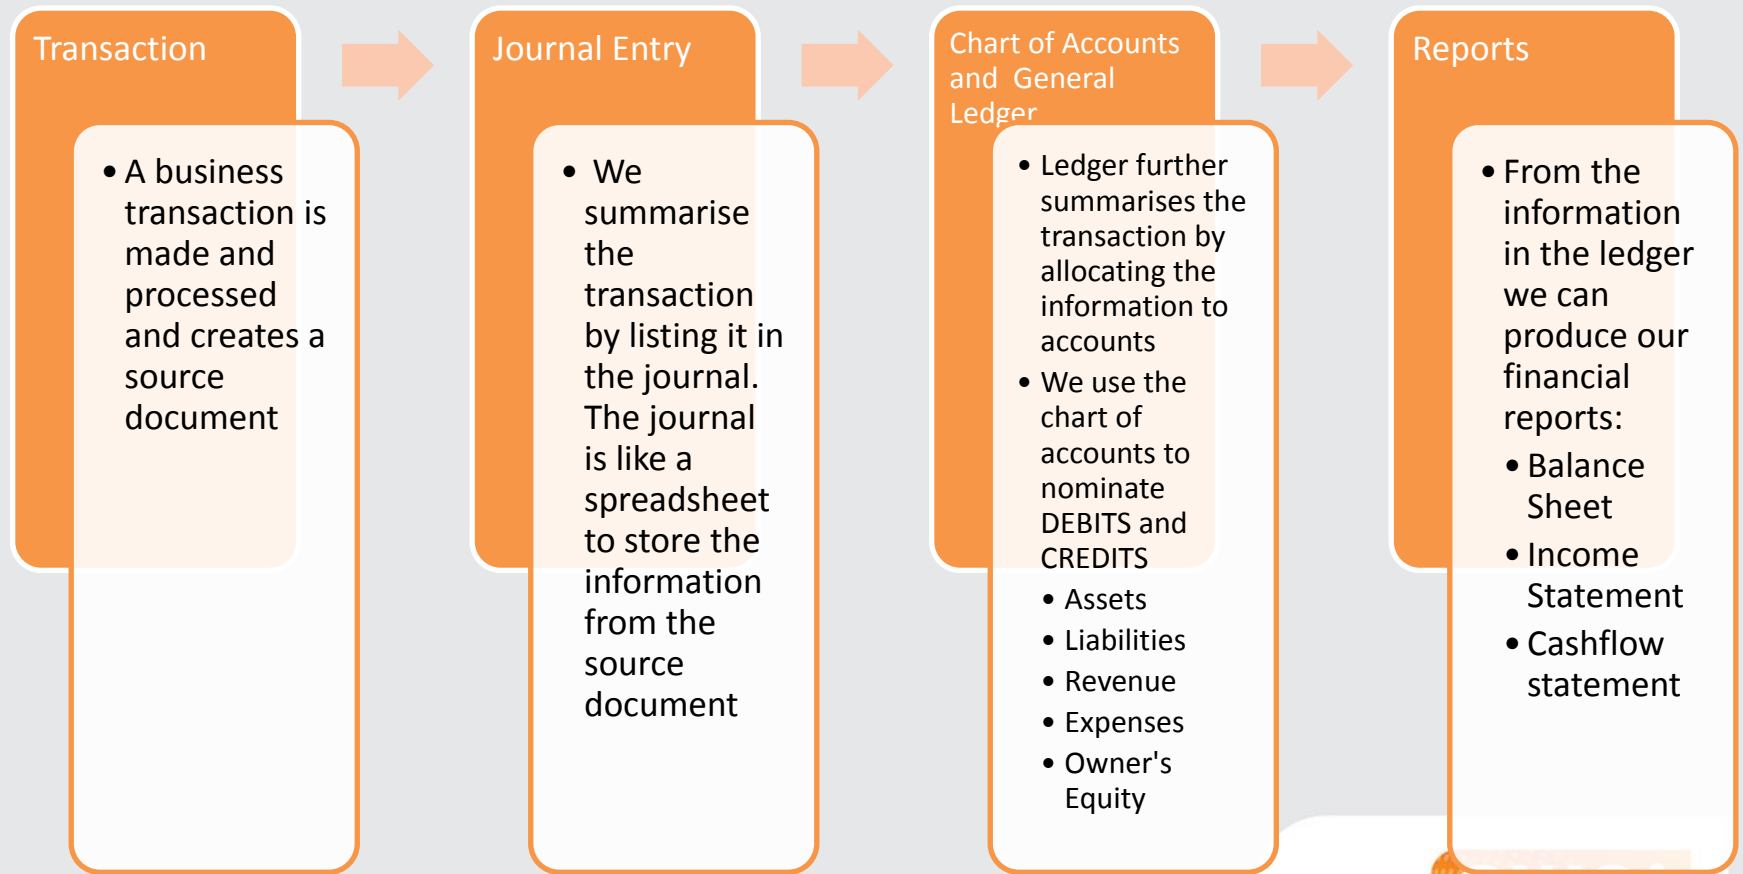 Transaction
• A business
transaction is
made and
processed
and creates a
source
document
Journal Entry
• We
summarise
the
transaction
by listing it in
the journal.
The journal
is like a
spreadsheet
to store the
information
from the
source
document
Chart of Accounts
and General
Ledger
• Ledger further
summarises the
transaction by
allocating the
information to
accounts
• We use the
chart of
accounts to
nominate
DEBITS and
CREDITS
• Assets
• Liabilities
• Revenue
• Expenses
• Owner's
Equity
Reports
• From the
information
in the ledger
we can
produce our
financial
reports:
• Balance
Sheet
• Income
Statement
• Cashflow
statement